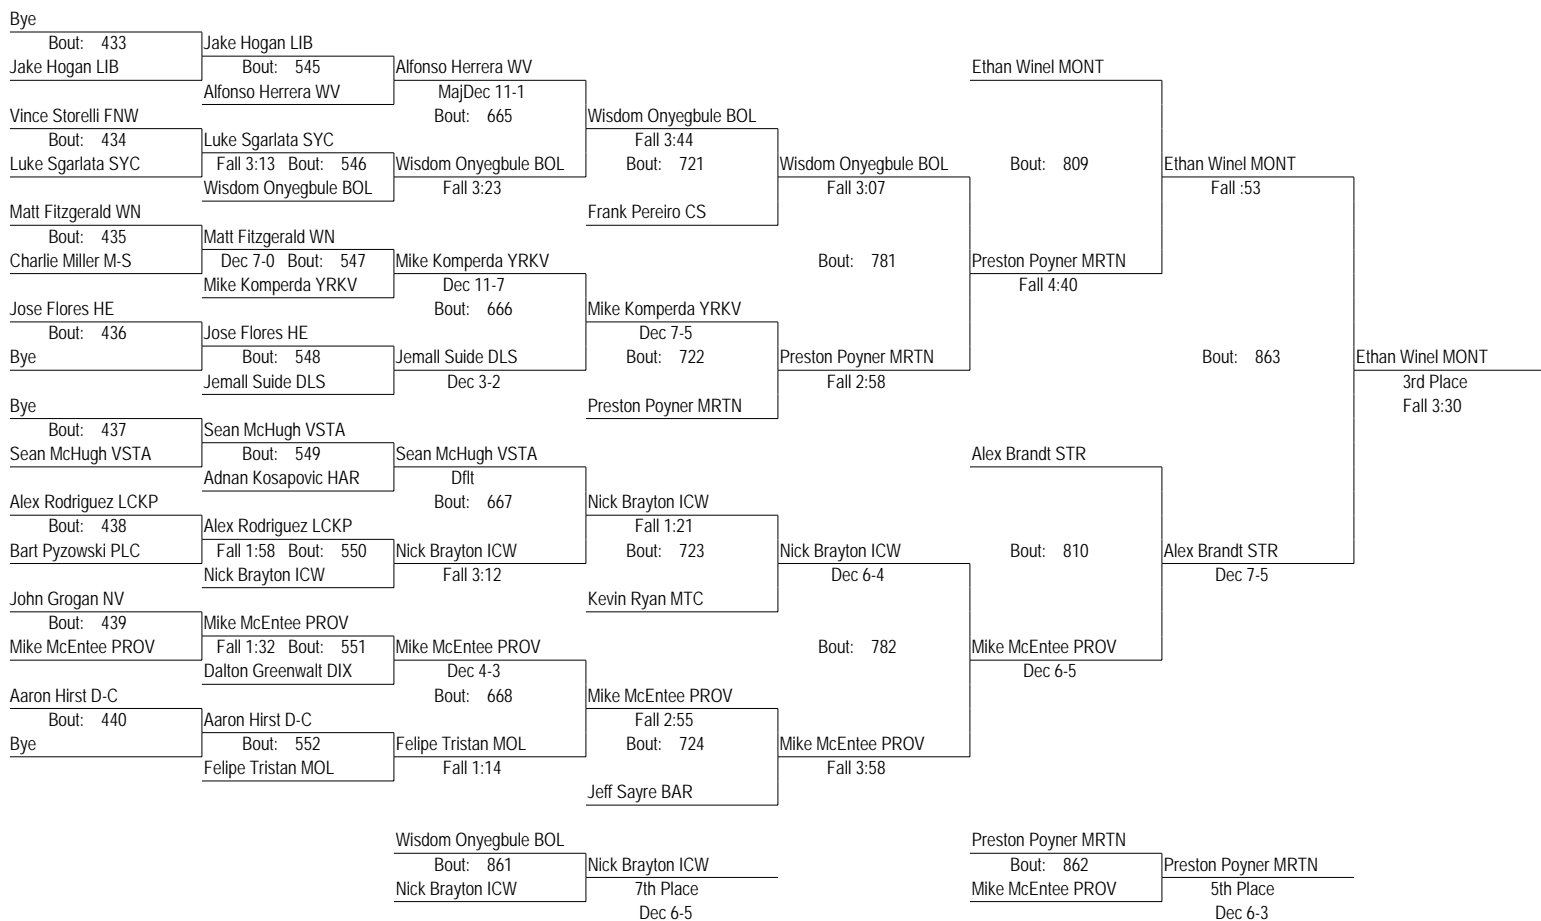 Bye
Bout: 433
Jake Hogan LIB
Vince Storelli FNW
Bout: 434
Luke Sgarlata SYC
Matt Fitzgerald WN
Bout: 435
Charlie Miller M-S
Jose Flores HE
Bout: 436
Bye
Bye
Bout: 437
Sean McHugh VSTA
Alex Rodriguez LCKP
Bout: 438
Bart Pyzowski PLC
John Grogan NV
Bout: 439
Mike McEntee PROV
Aaron Hirst D-C
Bout: 440
Bye
Jake Hogan LIB
Bout: 545
Alfonso Herrera WV
Luke Sgarlata SYC
Fall 3:13 Bout: 546
Wisdom Onyegbule BOL
Matt Fitzgerald WN
Dec 7-0 Bout: 547
Mike Komperda YRKV
Jose Flores HE
Bout: 548
Jemall Suide DLS
Sean McHugh VSTA
Bout: 549
Adnan Kosapovic HAR
Alex Rodriguez LCKP
Fall 1:58 Bout: 550
Nick Brayton ICW
Mike McEntee PROV
Fall 1:32 Bout: 551
Dalton Greenwalt DIX
Aaron Hirst D-C
Bout: 552
Felipe Tristan MOL
Alfonso Herrera WV
MajDec 11-1
Bout: 665
Wisdom Onyegbule BOL
Fall 3:23
Mike Komperda YRKV
Dec 11-7
Bout: 666
Jemall Suide DLS
Dec 3-2
Sean McHugh VSTA
Dflt
Bout: 667
Nick Brayton ICW
Fall 3:12
Mike McEntee PROV
Dec 4-3
Bout: 668
Felipe Tristan MOL
Fall 1:14
Wisdom Onyegbule BOL
Fall 3:44
Bout: 721
Frank Pereiro CS
Mike Komperda YRKV
Dec 7-5
Bout: 722
Preston Poyner MRTN
Nick Brayton ICW
Fall 1:21
Bout: 723
Kevin Ryan MTC
Mike McEntee PROV
Fall 2:55
Bout: 724
Jeff Sayre BAR
Wisdom Onyegbule BOL
Fall 3:07
Bout: 781
Preston Poyner MRTN
Fall 2:58
Nick Brayton ICW
Dec 6-4
Bout: 782
Mike McEntee PROV
Fall 3:58
Ethan Winel MONT
Bout: 809
Preston Poyner MRTN
Fall 4:40
Alex Brandt STR
Bout: 810
Mike McEntee PROV
Dec 6-5
Ethan Winel MONT
Fall :53
Bout: 863
Alex Brandt STR
Dec 7-5
Ethan Winel MONT
3rd Place
Fall 3:30
Wisdom Onyegbule BOL
Bout: 861
Nick Brayton ICW
Nick Brayton ICW
7th Place
Dec 6-5
Preston Poyner MRTN
Bout: 862
Mike McEntee PROV
Preston Poyner MRTN
5th Place
Dec 6-3